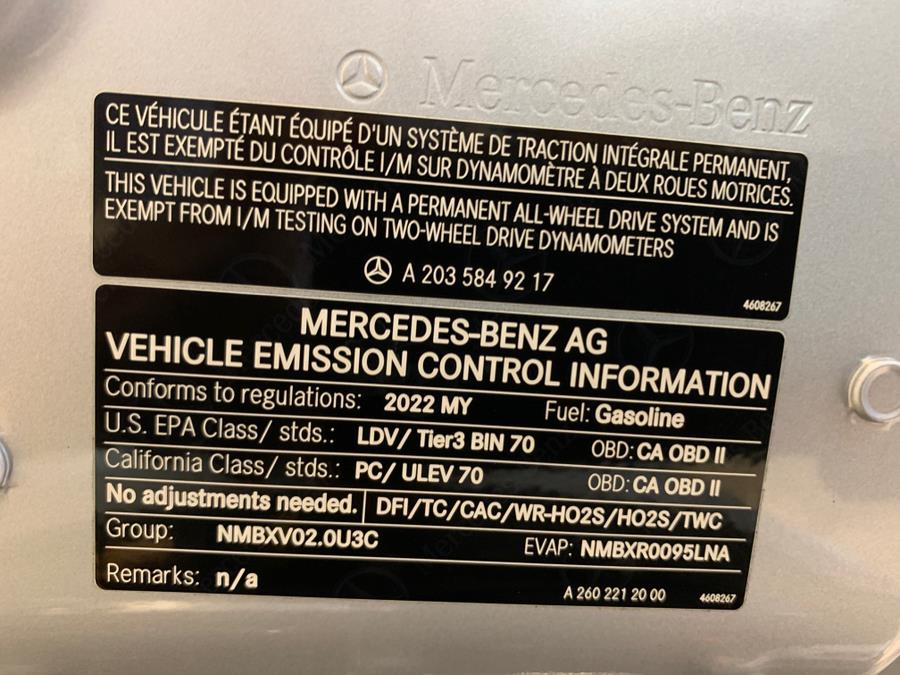 Mercedes-Benz
CE VÉHICULE ÉTANT ÉQUIPÉ D'UN SYSTÈME DE TRACTION INTÉGRALE PERMANENT,
IL EST EXEMPTÉ DU CONTRÔLE I/M SUR DYNAMOMÈTRE À DEUX ROUES MOTRICES.
THIS VEHICLE IS EQUIPPED WITH A PERMANENT ALL-WHEEL DRIVE SYSTEM AND IS
EXEMPT FROM I/M TESTING ON TWO-WHEEL DRIVE DYNAMOMETERS
A 203 584 92 17
4608267
MERCEDES-BENZ AG
VEHICLE EMISSION CONTROL INFORMATION
Conforms to regulations: 2022 MY Fuel: Gasoline
U.S. EPA Class/ stds.: LDV/ Tier3 BIN 70 OBD: CA OBD II
California Class/ stds.: PC/ ULEV 70 OBD: CA OBD II
No adjustments needed. DFI/TC/CAC/WR-HO2S/HO2S/TWC
Group: NMBXV02.0U3C EVAP: NMBXR0095LNA
Remarks: n/a
A 260 221 20 00 4608267